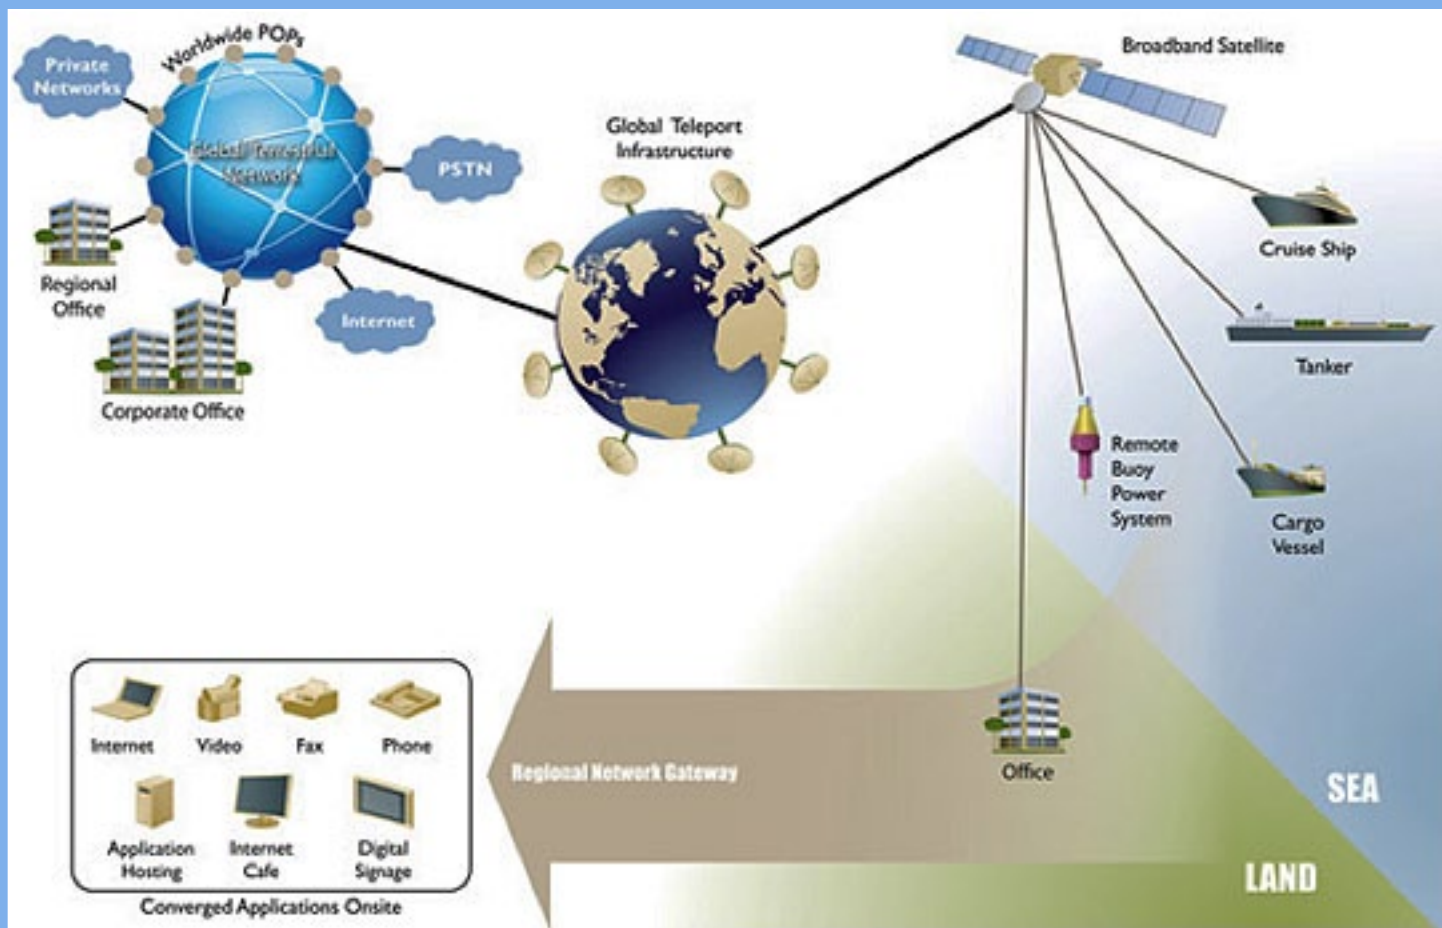 Worldwide POPs
Private
Networks
Global Terrestrial
Network
PSTN
Regional
Office
Internet
Corporate Office
Global Teleport
Infrastructure
Broadband Satellite
Cruise Ship
Tanker
Remote
Buoy
Power
System
Cargo
Vessel
Office
SEA
LAND
Regional Network Gateway
Internet
Video
Fax
Phone
Application
Hosting
Internet
Cafe
Digital
Signage
Converged Applications Onsite